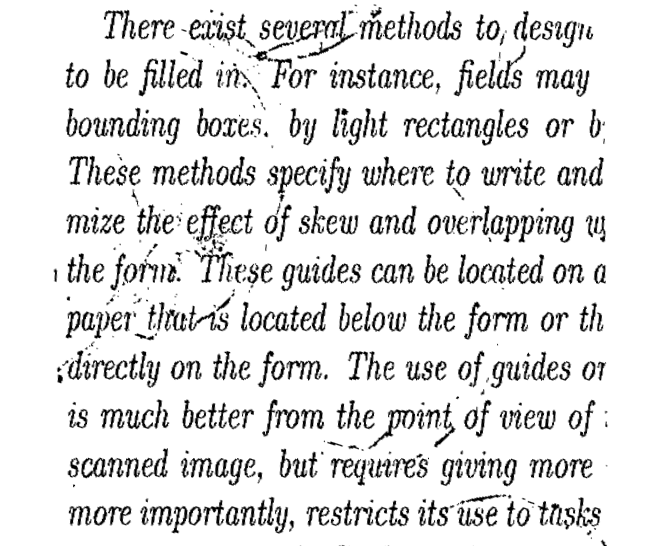 There exist several methods to design
to be filled in. For instance, fields may
bounding boxes, by light rectangles or b
These methods specify where to write and
mize the effect of skew and overlapping w
the form. These guides can be located on a
paper that is located below the form or th
directly on the form. The use of guides or
is much better from the point of view of
scanned image, but requires giving more
more importantly, restricts its use to tasks